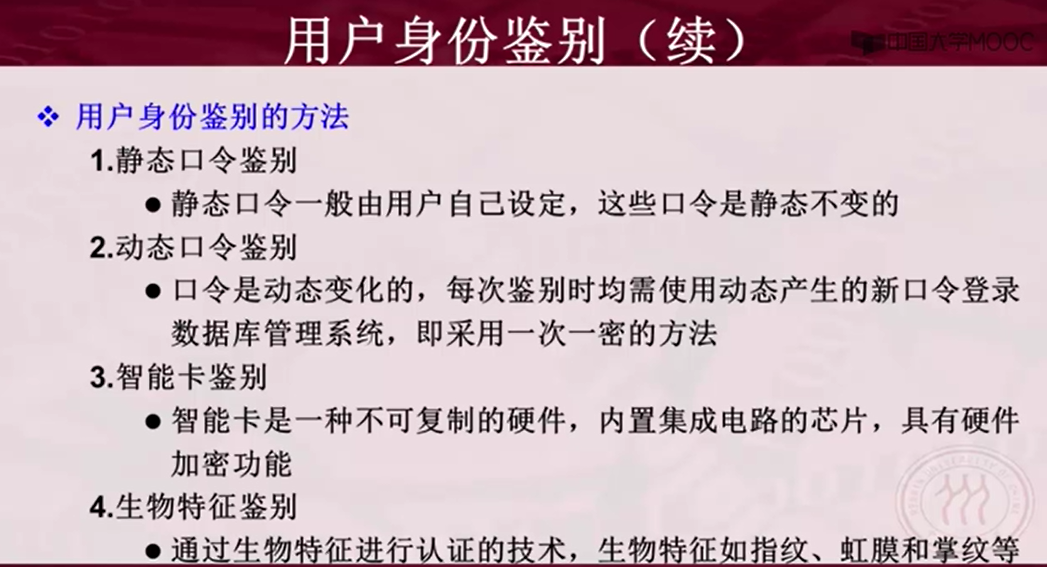 用户身份鉴别（续）
中国大学MOOC
❖ 用户身份鉴别的方法
1.静态口令鉴别
● 静态口令一般由用户自己设定，这些口令是静态不变的
2.动态口令鉴别
● 口令是动态变化的，每次鉴别时均需使用动态产生的新口令登录
数据库管理系统，即采用一次一密的方法
3.智能卡鉴别
● 智能卡是一种不可复制的硬件，内置集成电路的芯片，具有硬件
加密功能
4.生物特征鉴别
● 通过生物特征进行认证的技术，生物特征如指纹、虹膜和掌纹等